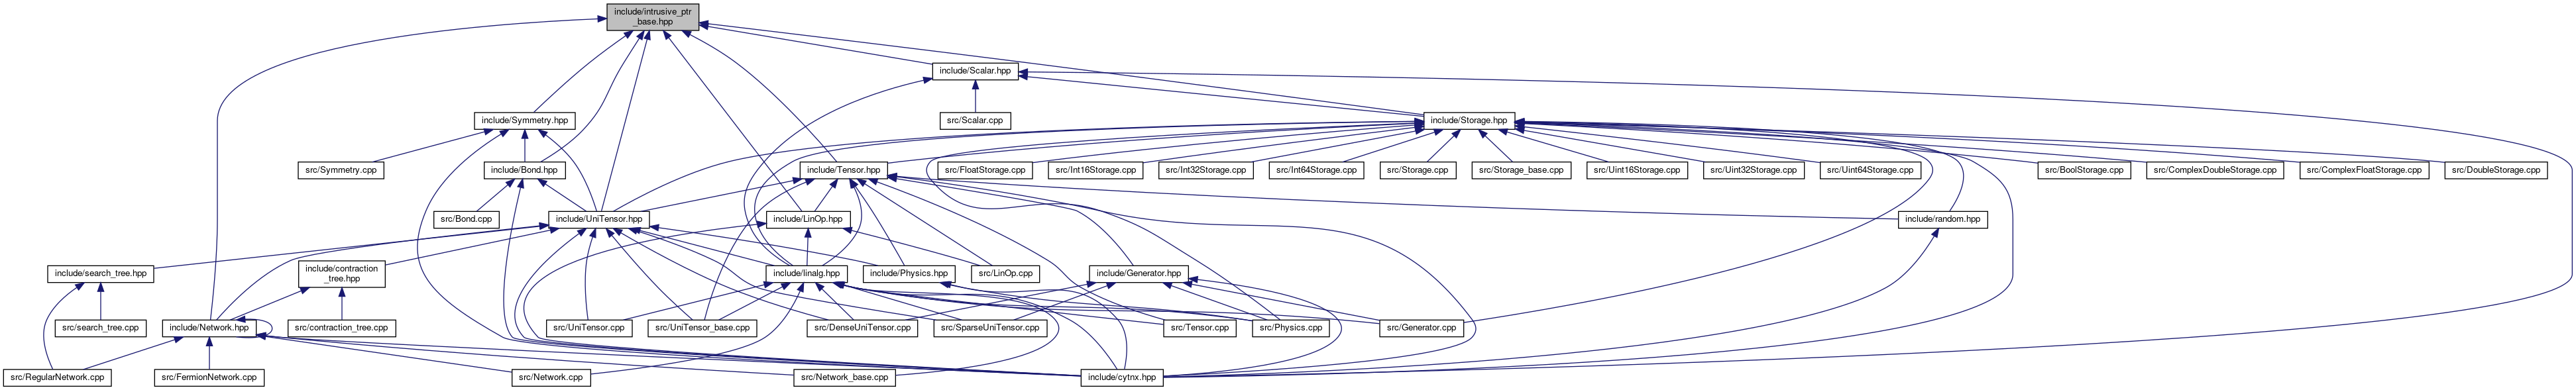 include/intrusive_ptr
_base.hpp
include/Scalar.hpp
include/Symmetry.hpp
src/Scalar.cpp
include/Storage.hpp
src/Symmetry.cpp
include/Bond.hpp
include/Tensor.hpp
src/FloatStorage.cpp
src/Int16Storage.cpp
src/Int32Storage.cpp
src/Int64Storage.cpp
src/Storage.cpp
src/Storage_base.cpp
src/Uint16Storage.cpp
src/Uint32Storage.cpp
src/Uint64Storage.cpp
src/BoolStorage.cpp
src/ComplexDoubleStorage.cpp
src/ComplexFloatStorage.cpp
src/DoubleStorage.cpp
src/Bond.cpp
include/UniTensor.hpp
include/LinOp.hpp
include/random.hpp
include/search_tree.hpp
include/contraction
_tree.hpp
include/linalg.hpp
include/Physics.hpp
src/LinOp.cpp
include/Generator.hpp
src/search_tree.cpp
include/Network.hpp
src/contraction_tree.cpp
src/UniTensor.cpp
src/UniTensor_base.cpp
src/DenseUniTensor.cpp
src/SparseUniTensor.cpp
src/Tensor.cpp
src/Physics.cpp
src/Generator.cpp
src/RegularNetwork.cpp
src/FermionNetwork.cpp
src/Network.cpp
src/Network_base.cpp
include/cytnx.hpp